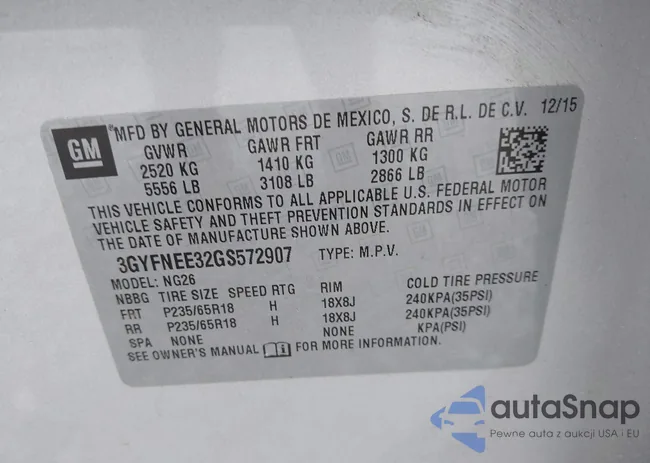 GM
MFD BY GENERAL MOTORS DE MEXICO, S. DE R.L. DE C.V. 12/15
GVWR GAWR FRT GAWR RR
2520 KG 1410 KG 1300 KG
5556 LB 3108 LB 2866 LB
THIS VEHICLE CONFORMS TO ALL APPLICABLE U.S. FEDERAL MOTOR
VEHICLE SAFETY AND THEFT PREVENTION STANDARDS IN EFFECT ON
THE DATE OF MANUFACTURE SHOWN ABOVE.
3GYFNEE32GS572907 TYPE: M.P.V.
MODEL: NG26
NBBG TIRE SIZE SPEED RTG RIM COLD TIRE PRESSURE
FRT P235/65R18 H 18X8J 240KPA(35PSI)
RR P235/65R18 H 18X8J 240KPA(35PSI)
SPA NONE NONE KPA(PSI)
SEE OWNER'S MANUAL FOR MORE INFORMATION.
autaSnap
Pewne auta z aukcji USA i EU